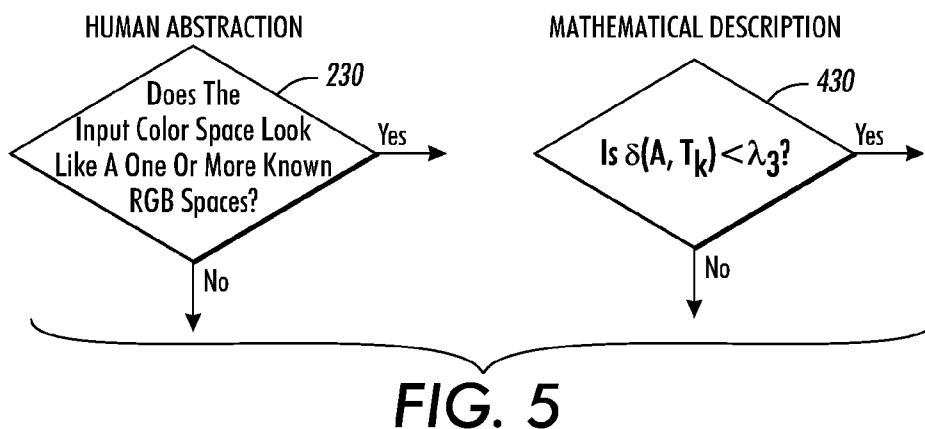 HUMAN ABSTRACTION
230
Does The
Input Color Space Look
Like A One Or More Known
RGB Spaces?
Yes
No
MATHEMATICAL DESCRIPTION
430
Is δ(A, Tk) < λ3?
Yes
No
FIG. 5